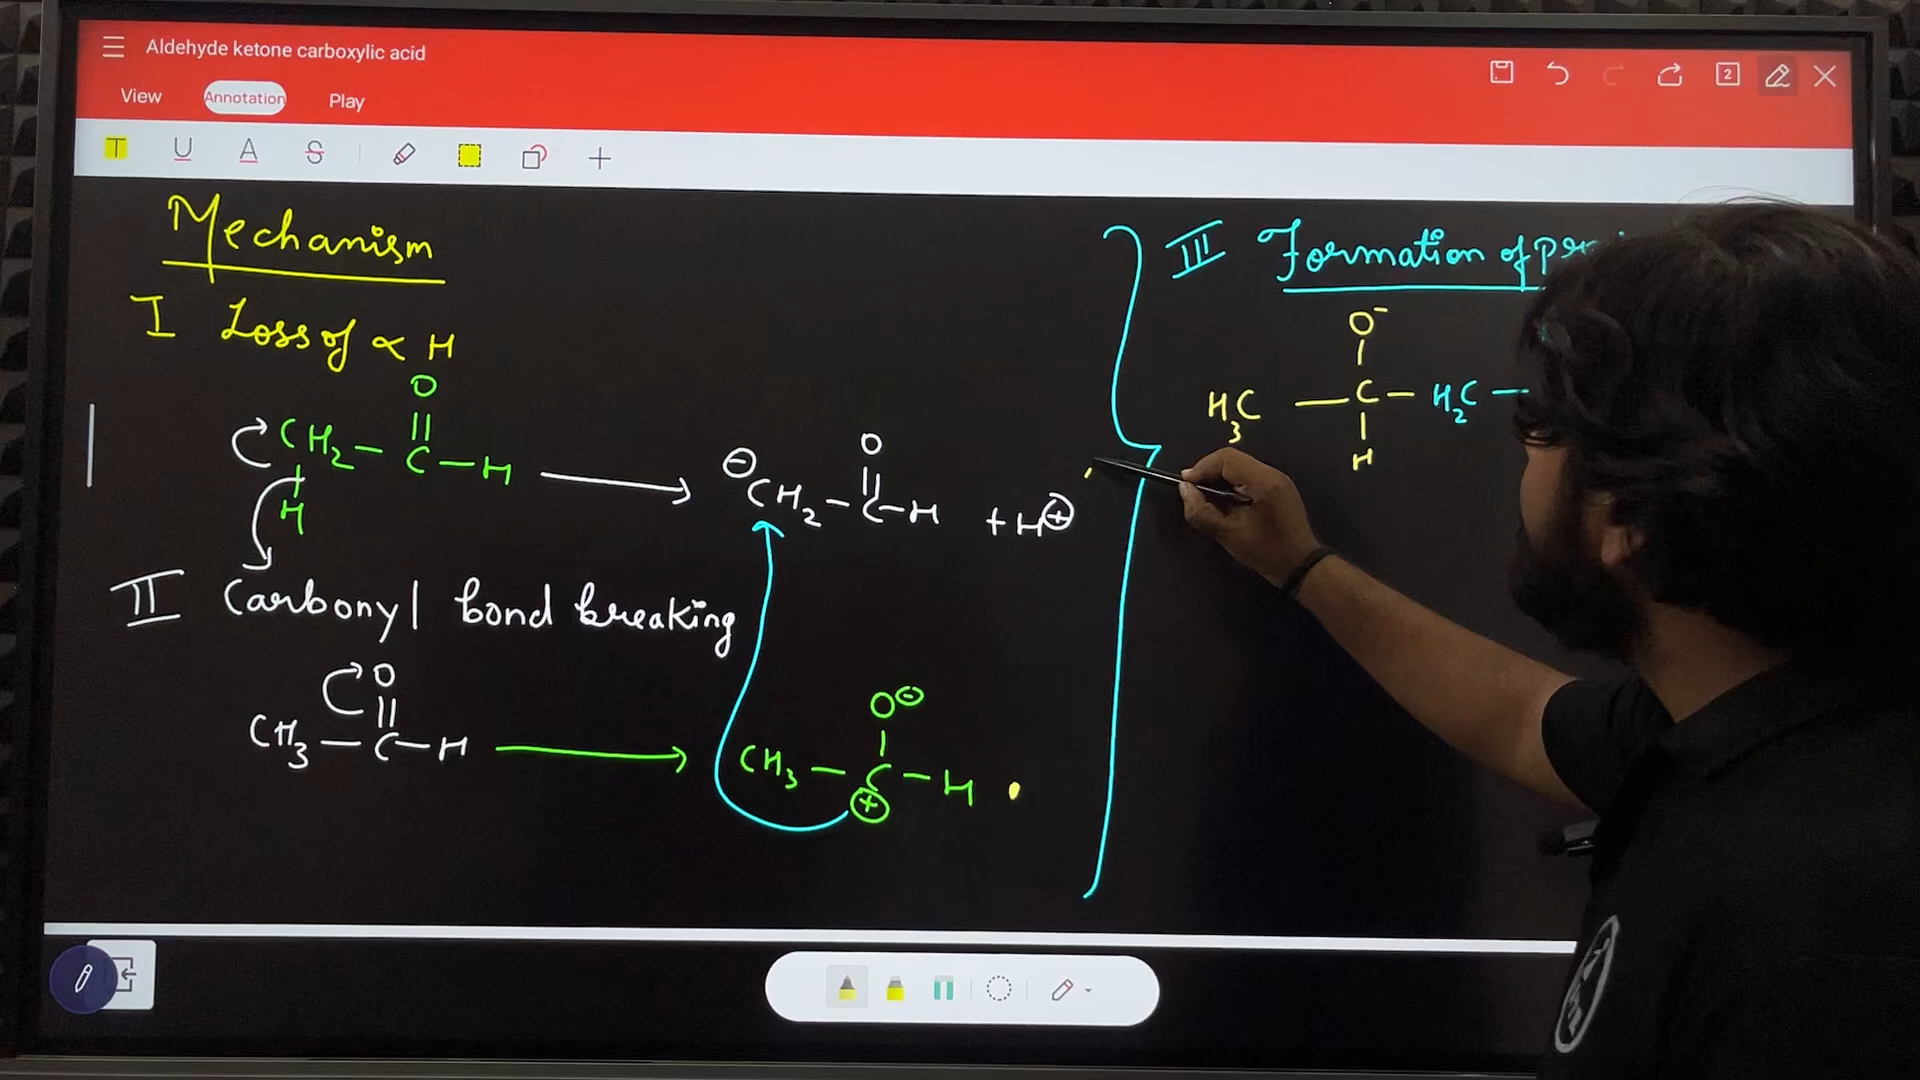 Aldehyde ketone carboxylic acid
View Annotation Play
T U A S
2
Mechanism
I Loss of ∝ H
O
CH₂ – C – H
H
⊖
O
CH₂ – C – H + H⊕
II Carbonyl bond breaking
O
CH₃ – C – H
O⊖
CH₃ – C – H
⊕
III Formation of
O⁻
H₃C – C – H₂C –
H